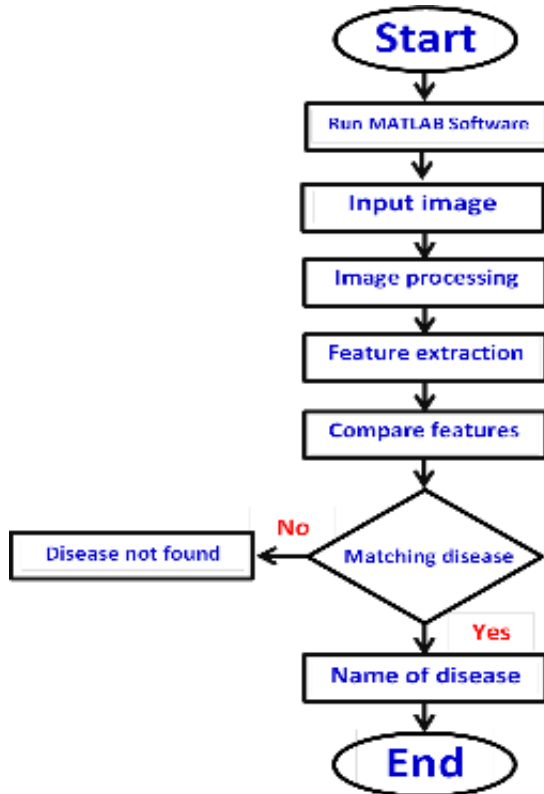 Start
Run MATLAB Software
Input image
Image processing
Feature extraction
Compare features
No
Disease not found
Matching disease
Yes
Name of disease
End